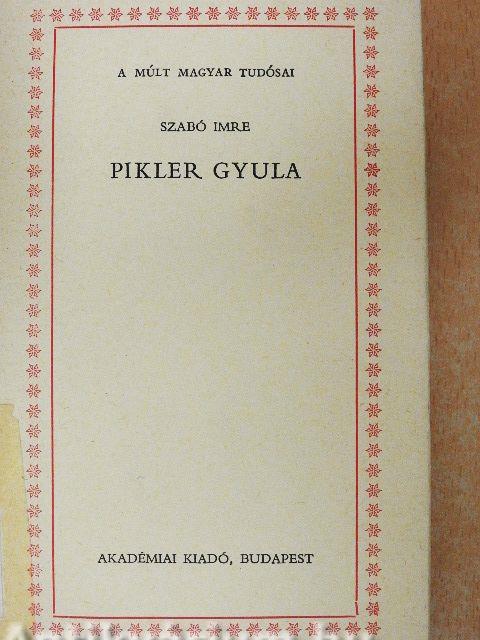 A MÚLT MAGYAR TUDÓSAI
SZABÓ IMRE
PIKLER GYULA
AKADÉMIAI KIADÓ, BUDAPEST